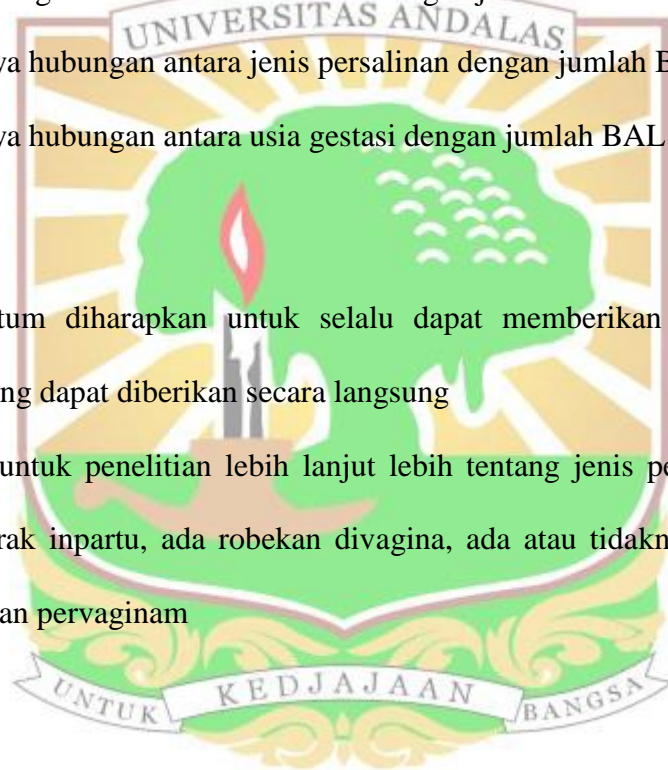 UNIVERSITAS ANDALAS
ya hubungan antara jenis persalinan dengan jumlah B
ya hubungan antara usia gestasi dengan jumlah BAL
tum diharapkan untuk selalu dapat memberikan
ng dapat diberikan secara langsung
untuk penelitian lebih lanjut lebih tentang jenis pe
rak inpartu, ada robekan divagina, ada atau tidakn
an pervaginam
UNTUK KEDJAJAAN BANGSA